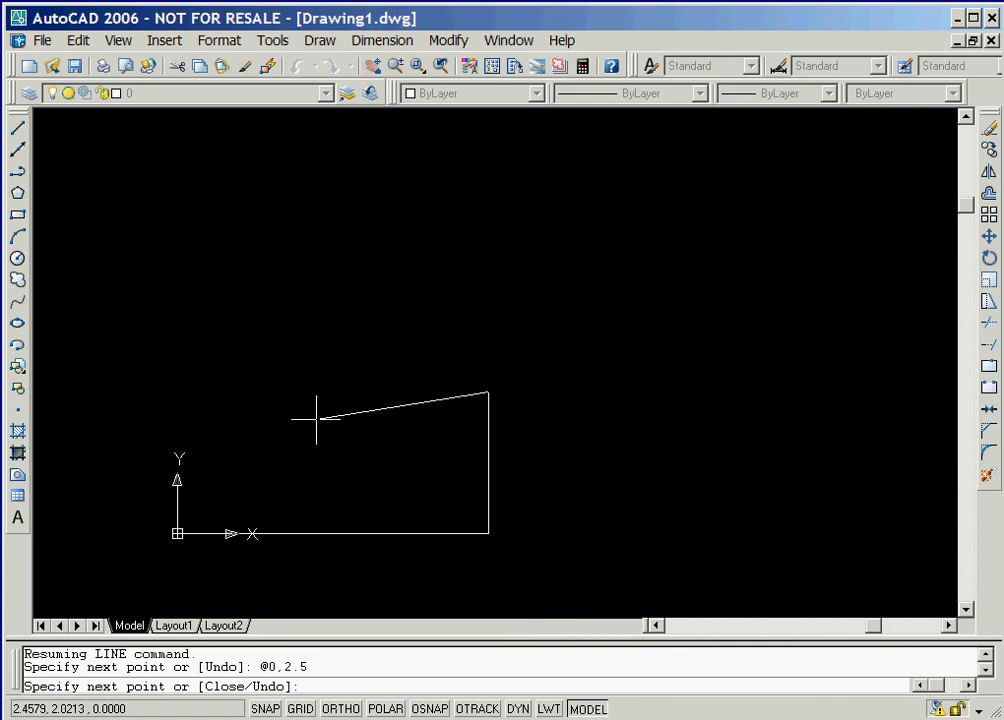 AutoCAD 2006 - NOT FOR RESALE - [Drawing1.dwg]
File Edit View Insert Format Tools Draw Dimension Modify Window Help
Standard Standard Standard
0 ByLayer ByLayer ByLayer ByLayer
A
Y
X
Model Layout1 Layout2
Resuming LINE command.
Specify next point or [Undo]: @0,2.5
Specify next point or [Close/Undo]:
2.4579, 2.0213 , 0.0000 SNAP GRID ORTHO POLAR OSNAP OTRACK DYN LWT MODEL